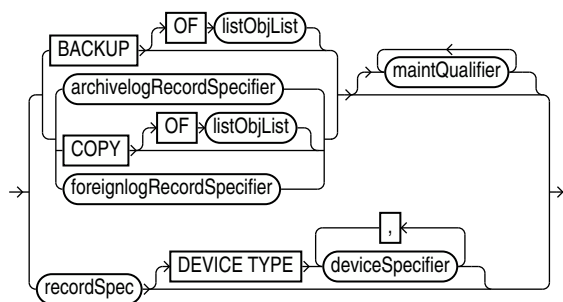 BACKUP OF listObjList
archivelogRecordSpecifier maintQualifier
COPY OF listObjList
foreignlogRecordSpecifier
recordSpec DEVICE TYPE , deviceSpecifier